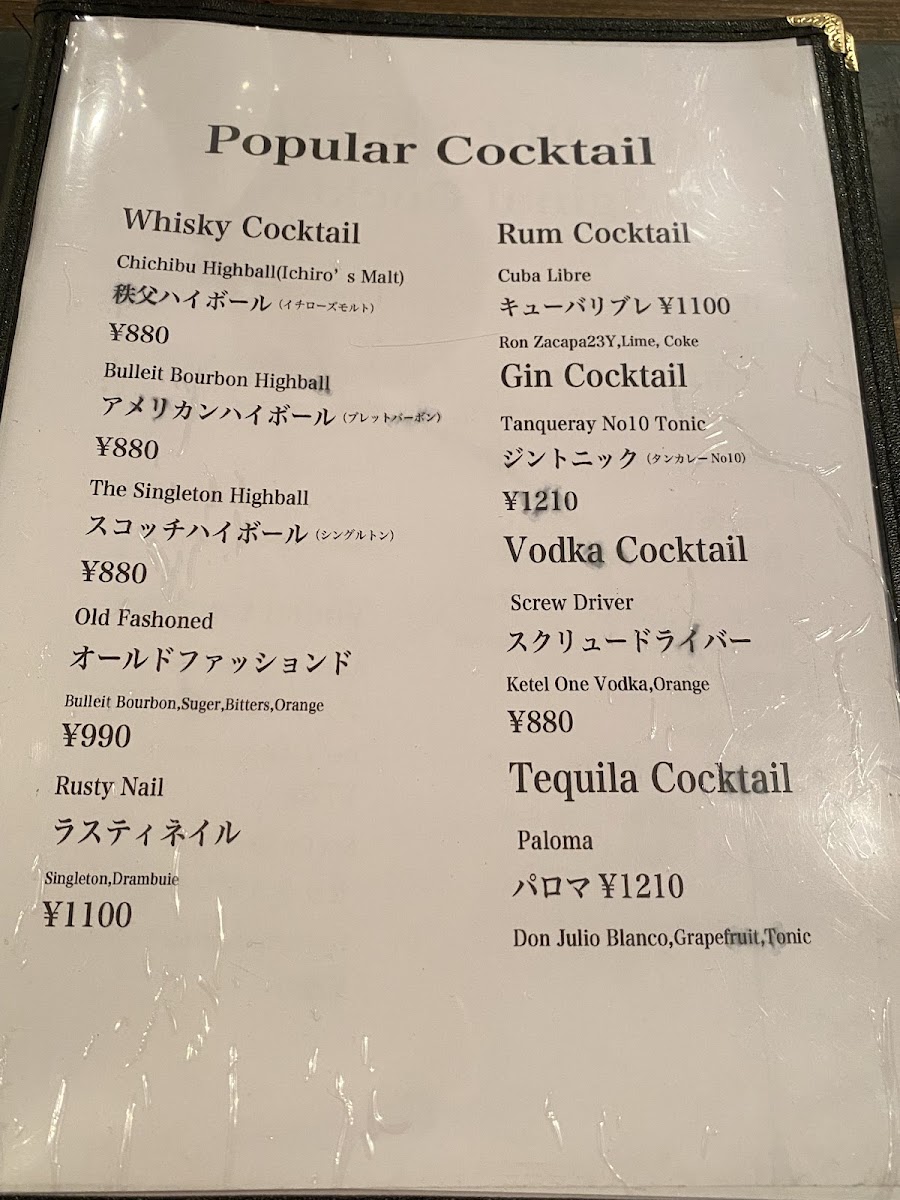 Popular Cocktail
Whisky Cocktail
Chichibu Highball(Ichiro’s Malt)
秩父ハイボール（イチローズモルト）
¥880
Bulleit Bourbon Highball
アメリカンハイボール（ブレットバーボン）
¥880
The Singleton Highball
スコッチハイボール（シングルトン）
¥880
Old Fashoned
オールドファッションド
Bulleit Bourbon,Suger,Bitters,Orange
¥990
Rusty Nail
ラスティネイル
Singleton,Drambuie
¥1100
Rum Cocktail
Cuba Libre
キューバリブレ ¥1100
Ron Zacapa23Y,Lime, Coke
Gin Cocktail
Tanqueray No10 Tonic
ジントニック（タンカレーNo10）
¥1210
Vodka Cocktail
Screw Driver
スクリュードライバー
Ketel One Vodka,Orange
¥880
Tequila Cocktail
Paloma
パロマ ¥1210
Don Julio Blanco,Grapefruit,Tonic